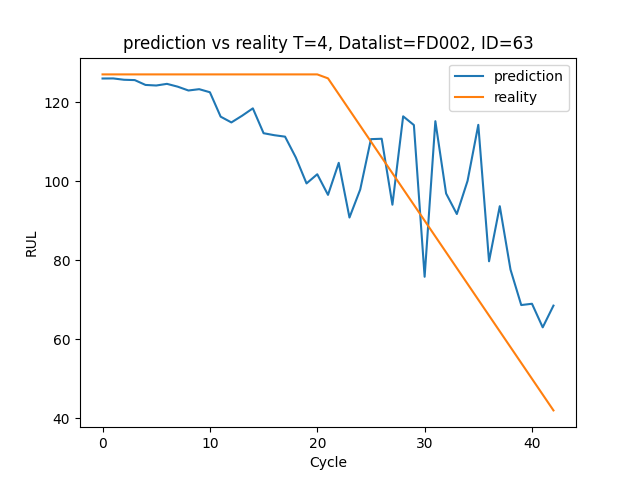 prediction vs reality T=4, Datalist=FD002, ID=63
prediction
reality
RUL
120
100
80
60
40
0 10 20 30 40
Cycle